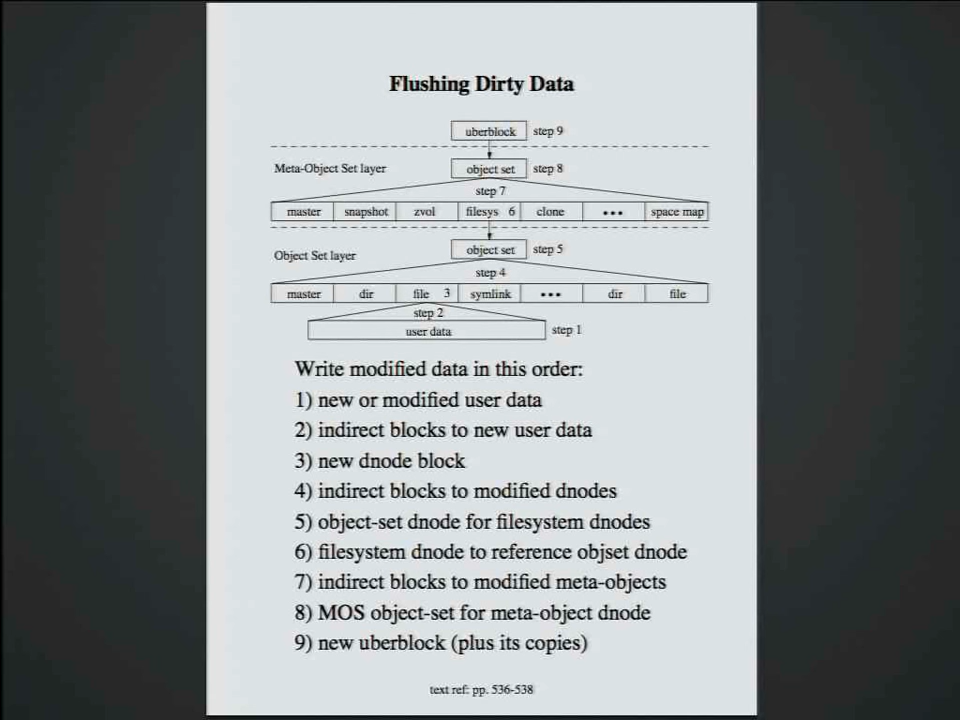 Flushing Dirty Data
uberblock step 9
Meta-Object Set layer object set step 8
step 7
master snapshot zvol filesys 6 clone ••• space map
Object Set layer object set step 5
step 4
master dir file 3 symlink ••• dir file
step 2
user data step 1
Write modified data in this order:
1) new or modified user data
2) indirect blocks to new user data
3) new dnode block
4) indirect blocks to modified dnodes
5) object-set dnode for filesystem dnodes
6) filesystem dnode to reference objset dnode
7) indirect blocks to modified meta-objects
8) MOS object-set for meta-object dnode
9) new uberblock (plus its copies)
text ref: pp. 536-538